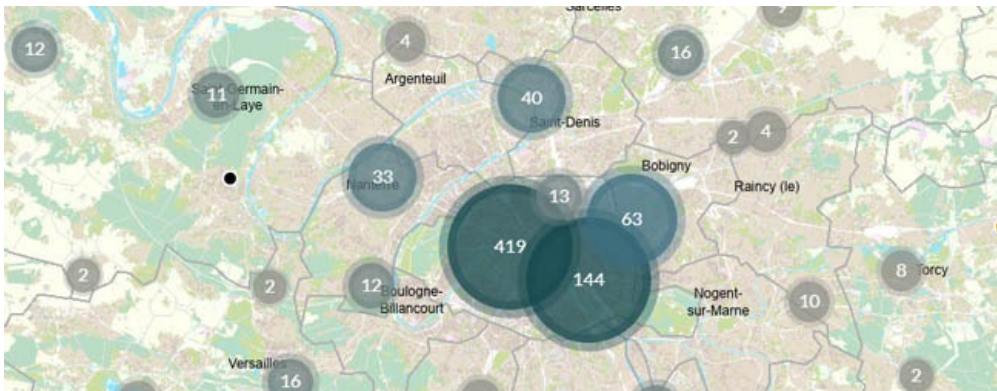 Sarcelles
9
12
4
16
Argenteuil
11
Saint-Germain-
en-Laye
40
Saint-Denis
2
4
33
Nanterre
13
Bobigny
Raincy (le)
63
419
144
2
2
12
Boulogne-
Billancourt
Nogent-
sur-Marne
10
8
Torcy
Versailles
16
2